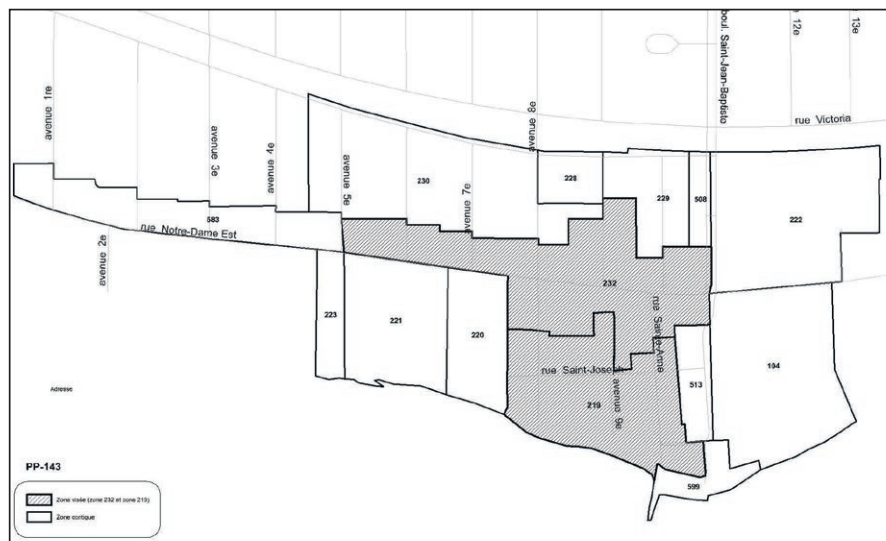 boul. Saint-Jean-Baptiste
12e
13e
rue Victoria
avenue 1re
avenue 3e
avenue 4e
avenue 5e
avenue 7e
avenue 8e
230
228
229
508
222
583
rue Notre-Dame Est
avenue 2e
232
rue Sainte-Anne
223
221
220
194
513
rue Saint-Joseph
219
avenue 9e
Adresse
PP-143
Zone visée (zone 232 et zone 219)
Zone contiguë
599